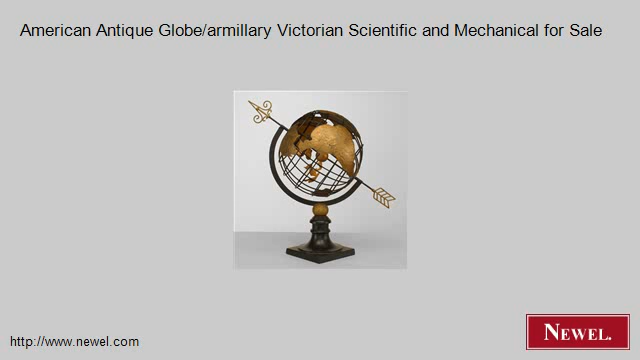 American Antique Globe/armillary Victorian Scientific and Mechanical for Sale
http://www.newel.com
NEWEL.